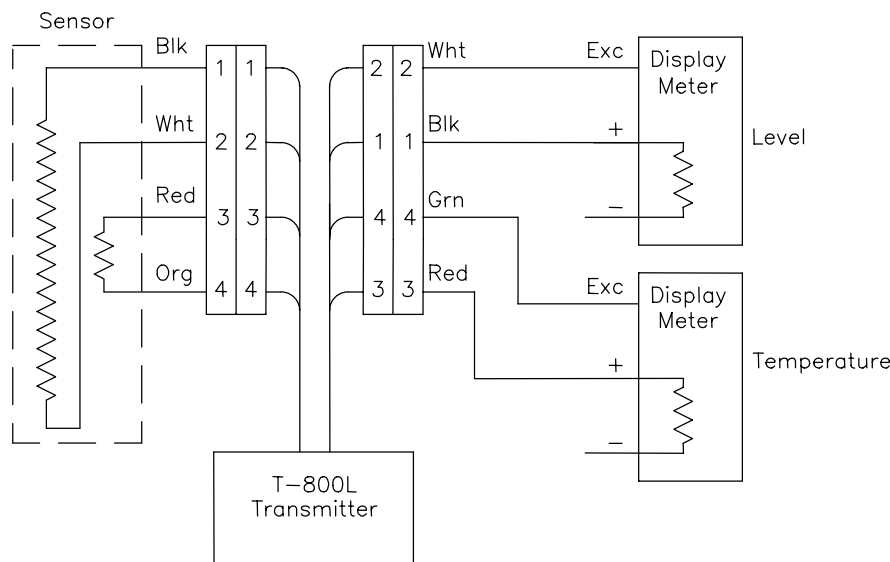 Sensor
Blk
Wht
Red
Org
1 1
2 2
3 3
4 4
2 2
1 1
4 4
3 3
Wht
Blk
Grn
Red
Exc
+
−
Display
Meter
Level
Exc
+
−
Display
Meter
Temperature
T−800L
Transmitter